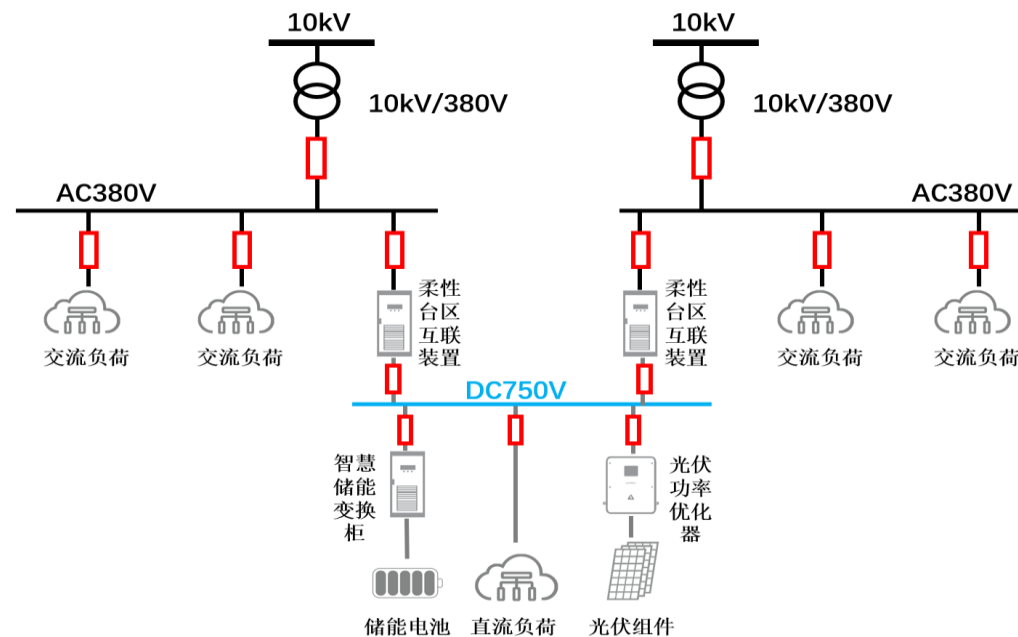 10kV
10kV
10kV/380V
10kV/380V
AC380V
AC380V
柔性
台区
互联
装置
柔性
台区
互联
装置
交流负荷
交流负荷
交流负荷
交流负荷
DC750V
智慧
储能
变换
柜
光伏
功率
优化
器
储能电池
直流负荷
光伏组件